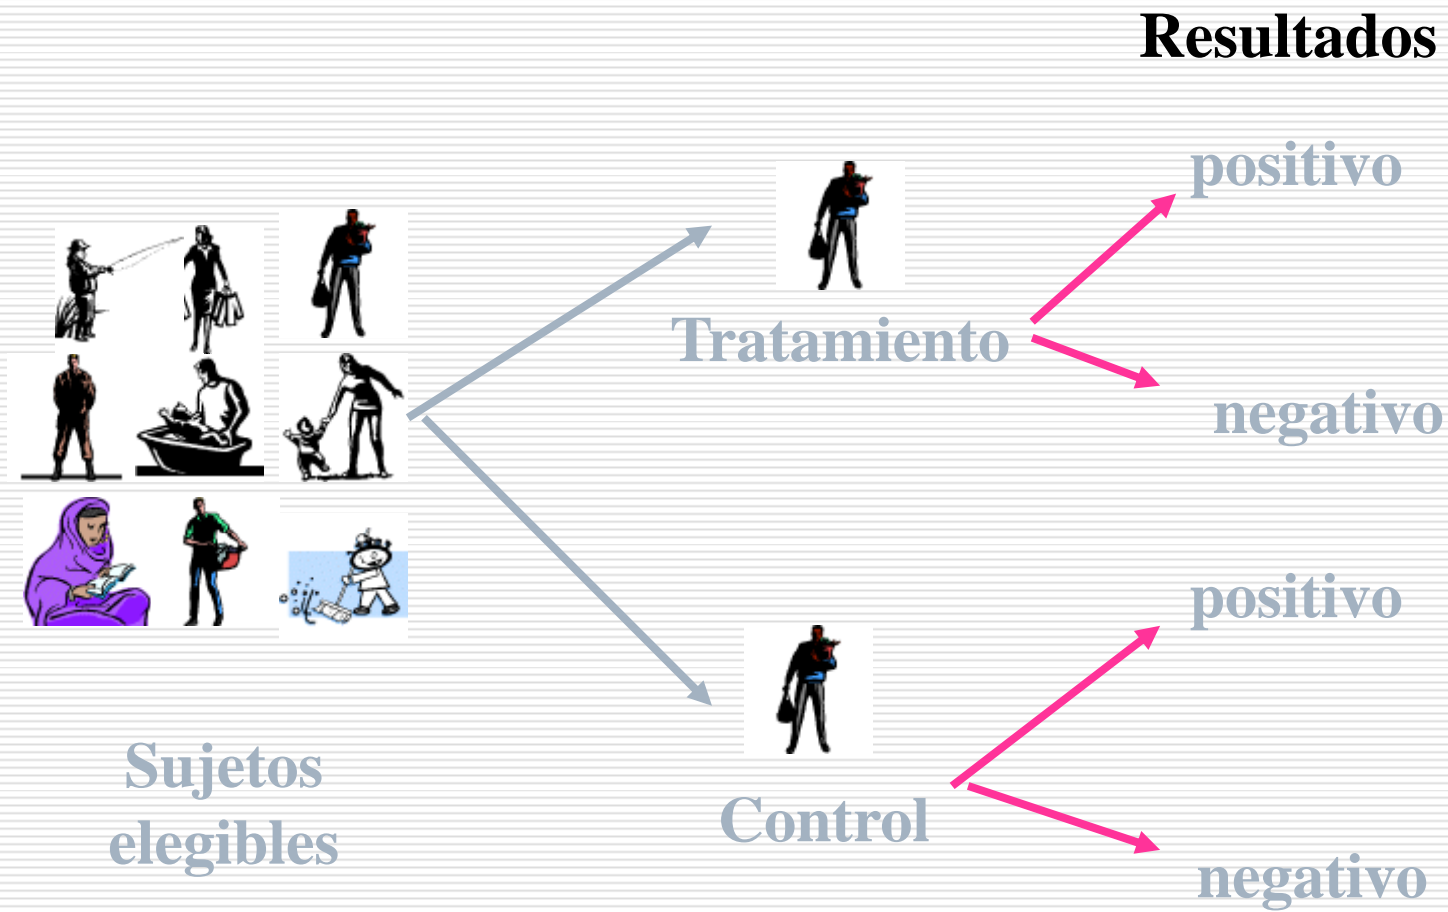 Resultados
positivo
Tratamiento
negativo
positivo
Sujetos
elegibles
Control
negativo